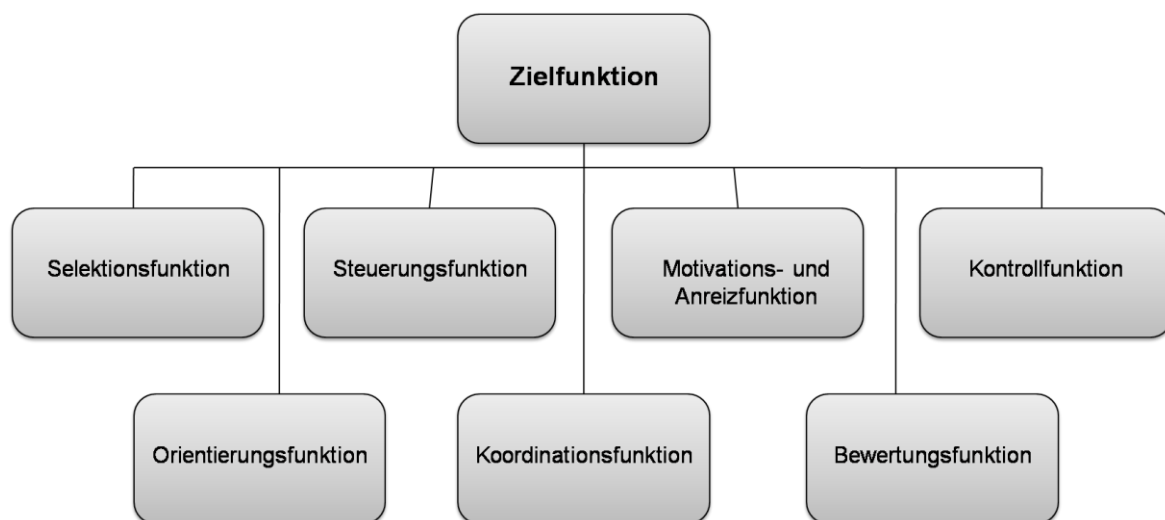 Zielfunktion
Selektionsfunktion
Steuerungsfunktion
Motivations- und
Anreizfunktion
Kontrollfunktion
Orientierungsfunktion
Koordinationsfunktion
Bewertungsfunktion